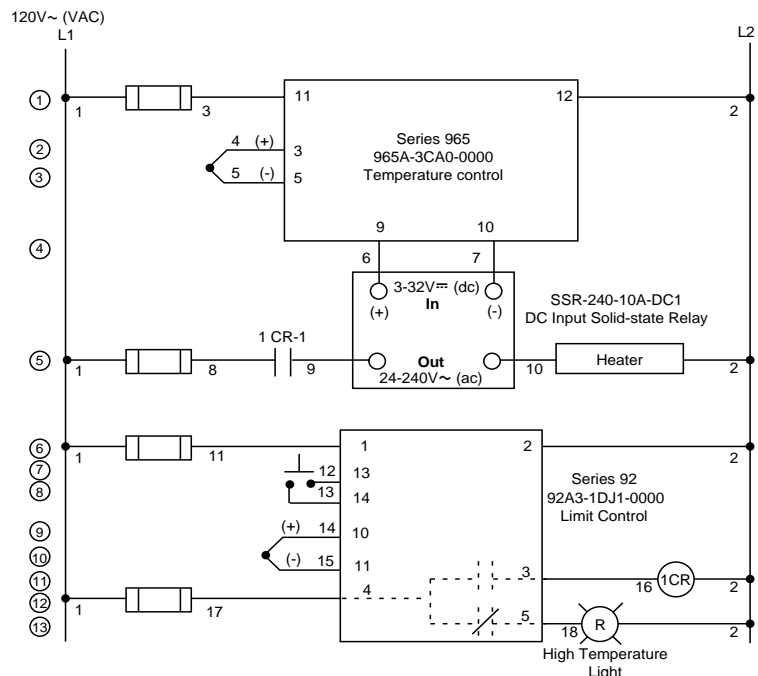 120V~ (VAC)
L1
L2
1
1
3
11
12
2
Series 965
965A-3CA0-0000
Temperature control
2
4 (+)
3
3
5 (-)
5
9
10
4
6
7
3-32V⎓ (dc)
In
(+)
(-)
SSR-240-10A-DC1
DC Input Solid-state Relay
1 CR-1
5
1
8
9
Out
24-240V~ (ac)
10
Heater
2
6
1
11
1
2
2
7
12
13
8
13
14
Series 92
92A3-1DJ1-0000
Limit Control
9
(+) 14
10
10
(-) 15
11
11
3
16
1CR
2
12
1
17
4
13
5
18
R
2
High Temperature
Light